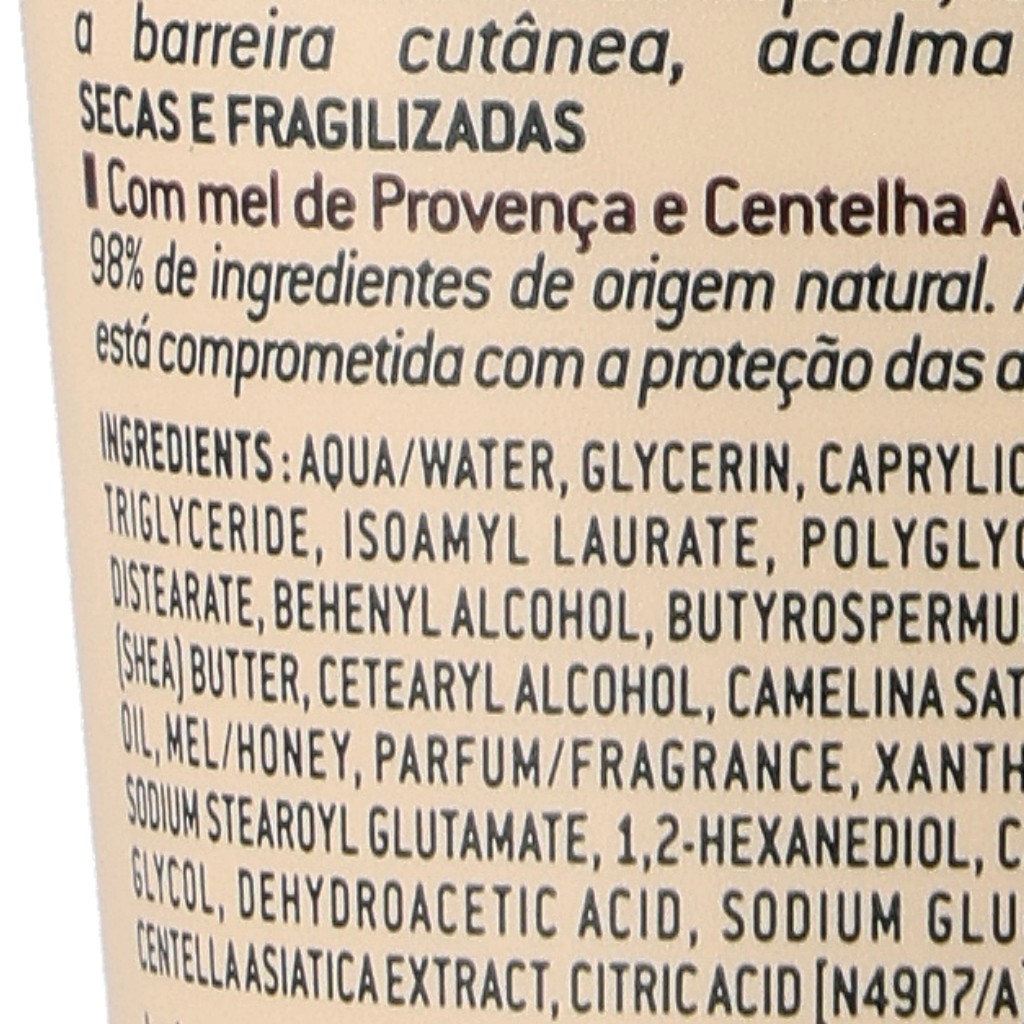 a barreira cutânea, acalma
SECAS E FRAGILIZADAS
Com mel de Provença e Centelha
98% de ingredientes de origem natural.
está comprometida com a proteção das
INGREDIENTS : AQUA/WATER, GLYCERIN, CAPRYLIC
TRIGLYCERIDE, ISOAMYL LAURATE, POLYGLYC
DISTEARATE, BEHENYL ALCOHOL, BUTYROSPERMU
(SHEA) BUTTER, CETEARYL ALCOHOL, CAMELINA SAT
OIL, MEL/HONEY, PARFUM/FRAGRANCE, XANTH
SODIUM STEAROYL GLUTAMATE, 1,2-HEXANEDIOL, C
GLYCOL, DEHYDROACETIC ACID, SODIUM GLU
CENTELLA ASIATICA EXTRACT, CITRIC ACID [N4907/A